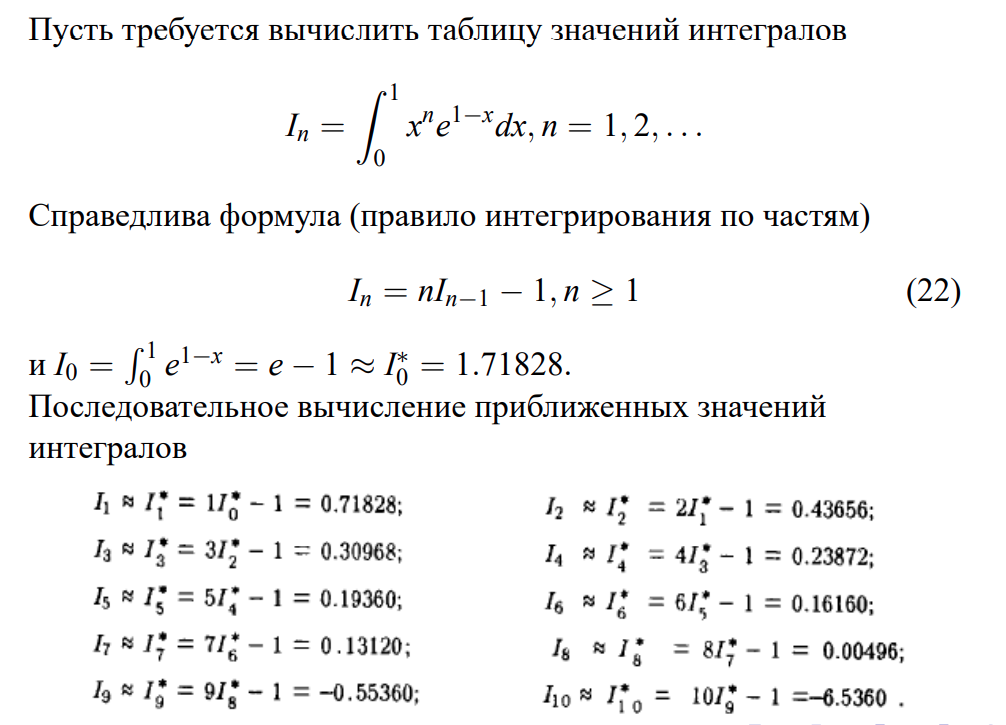 Пусть требуется вычислить таблицу значений интегралов
I_n = ∫_0^1 x^n e^{1−x} dx, n = 1, 2, . . .
Справедлива формула (правило интегрирования по частям)
I_n = nI_{n−1} − 1, n ≥ 1 (22)
и I_0 = ∫_0^1 e^{1−x} = e − 1 ≈ I_0^* = 1.71828.
Последовательное вычисление приближенных значений
интегралов
I_1 ≈ I_1^* = 1I_0^* − 1 = 0.71828; I_2 ≈ I_2^* = 2I_1^* − 1 = 0.43656;
I_3 ≈ I_3^* = 3I_2^* − 1 = 0.30968; I_4 ≈ I_4^* = 4I_3^* − 1 = 0.23872;
I_5 ≈ I_5^* = 5I_4^* − 1 = 0.19360; I_6 ≈ I_6^* = 6I_5^* − 1 = 0.16160;
I_7 ≈ I_7^* = 7I_6^* − 1 = 0.13120; I_8 ≈ I_8^* = 8I_7^* − 1 = 0.00496;
I_9 ≈ I_9^* = 9I_8^* − 1 = −0.55360; I_{10} ≈ I_{10}^* = 10I_9^* − 1 =−6.5360 .